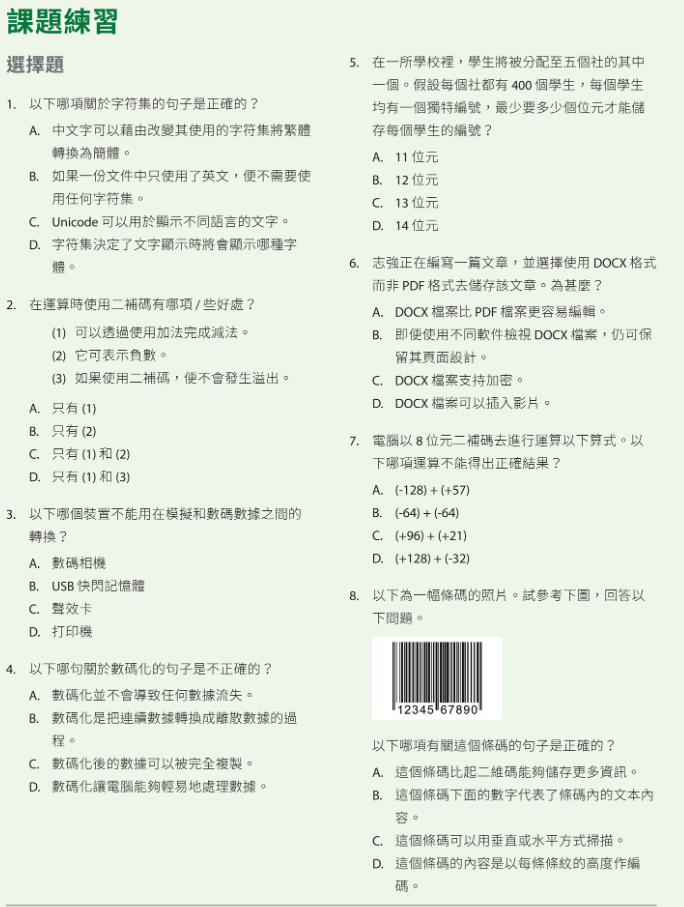 課題練習
選擇題
1. 以下哪項關於字符集的句子是正確的？
A. 中文字可以藉由改變其使用的字符集將繁體
轉換為簡體。
B. 如果一份文件中只使用了英文，便不需要使
用任何字符集。
C. Unicode 可以用於顯示不同語言的文字。
D. 字符集決定了文字顯示時將會顯示哪種字
體。
2. 在運算時使用二補碼有哪項 / 些好處？
(1) 可以透過使用加法完成減法。
(2) 它可表示負數。
(3) 如果使用二補碼，便不會發生溢出。
A. 只有 (1)
B. 只有 (2)
C. 只有 (1) 和 (2)
D. 只有 (1) 和 (3)
3. 以下哪個裝置不能用在模擬和數碼數據之間的
轉換？
A. 數碼相機
B. USB 快閃記憶體
C. 聲效卡
D. 打印機
4. 以下哪句關於數碼化的句子是不正確的？
A. 數碼化並不會導致任何數據流失。
B. 數碼化是把連續數據轉換成離散數據的過
程。
C. 數碼化後的數據可以被完全複製。
D. 數碼化讓電腦能夠輕易地處理數據。
5. 在一所學校裡，學生將被分配至五個社的其中
一個。假設每個社都有 400 個學生，每個學生
均有一個獨特編號，最少要多少個位元才能儲
存每個學生的編號？
A. 11 位元
B. 12 位元
C. 13 位元
D. 14 位元
6. 志強正在編寫一篇文章，並選擇使用 DOCX 格式
而非 PDF 格式去儲存該文章。為甚麼？
A. DOCX 檔案比 PDF 檔案更容易編輯。
B. 即便使用不同軟件檢視 DOCX 檔案，仍可保
留其頁面設計。
C. DOCX 檔案支持加密。
D. DOCX 檔案可以插入影片。
7. 電腦以 8 位元二補碼去進行運算以下算式。以
下哪項運算不能得出正確結果？
A. (-128) + (+57)
B. (-64) + (-64)
C. (+96) + (+21)
D. (+128) + (-32)
8. 以下為一幅條碼的照片。試參考下圖，回答以
下問題。
12345 67890
以下哪項有關這個條碼的句子是正確的？
A. 這個條碼比起二維碼能夠儲存更多資訊。
B. 這個條碼下面的數字代表了條碼內的文本內
容。
C. 這個條碼可以用垂直或水平方式掃描。
D. 這個條碼的內容是以每條條紋的高度作編
碼。